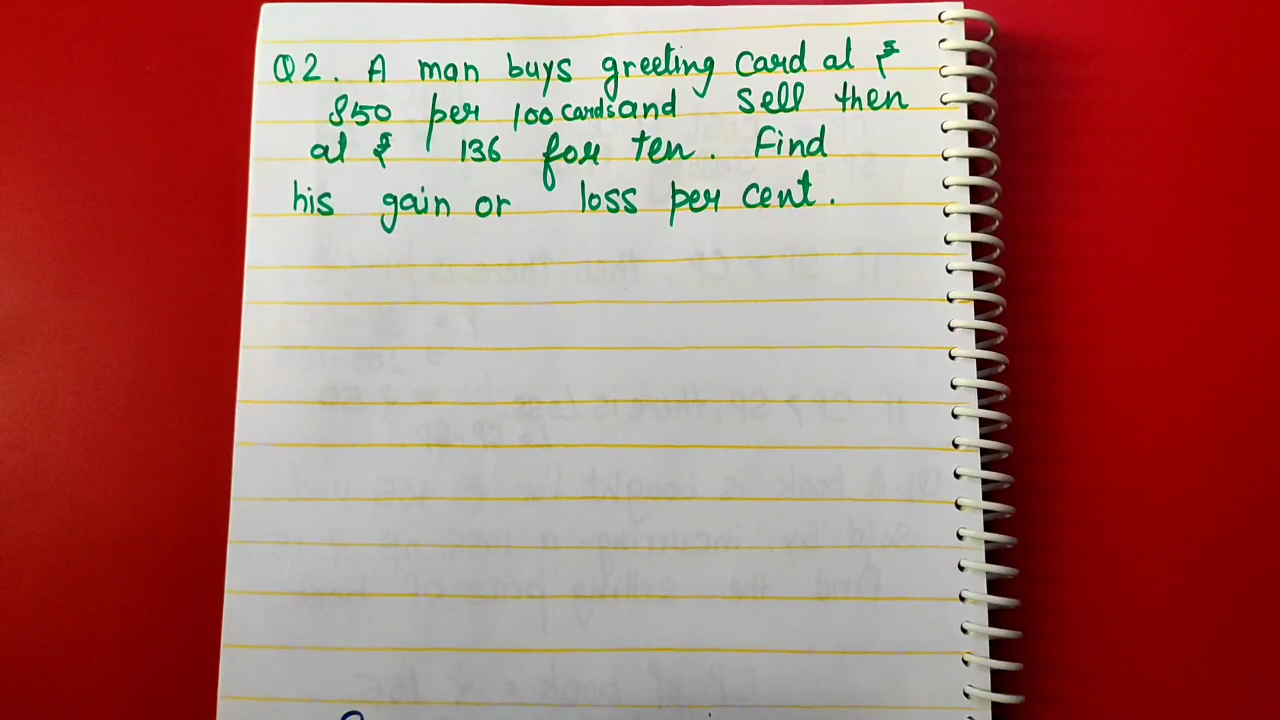 Q2. A man buys greeting card at ₹
850 per 100 cards and sell then
at ₹ 136 for ten. Find
his gain or loss per cent.